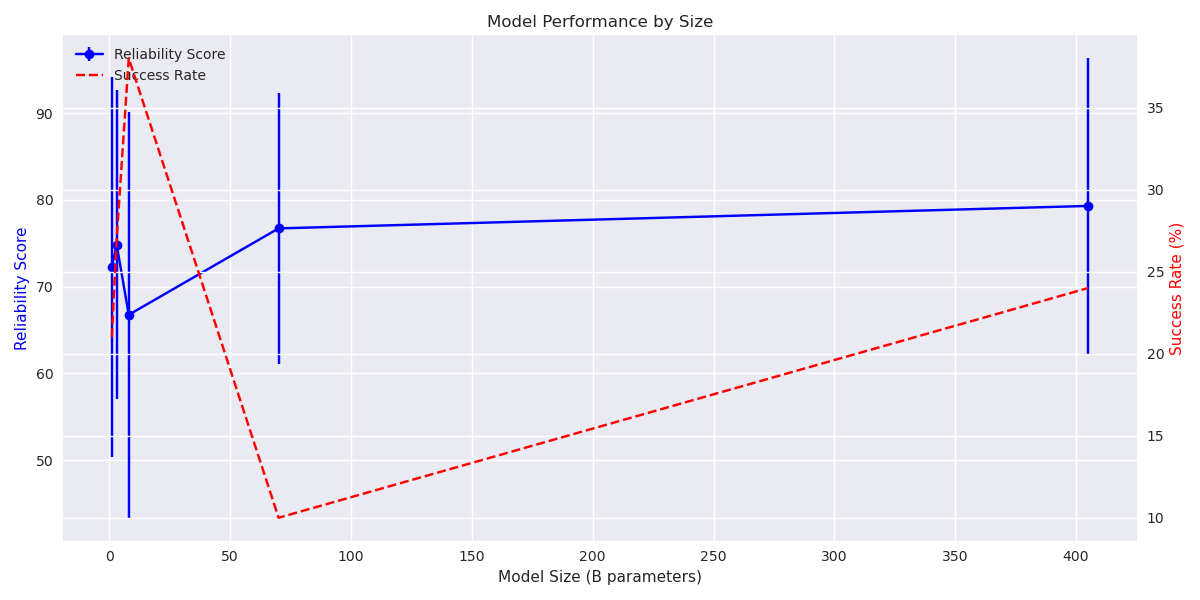 Model Performance by Size
Reliability Score
Success Rate
90
80
70
60
50
Reliability Score
35
30
25
20
15
10
Success Rate (%)
0 50 100 150 200 250 300 350 400
Model Size (B parameters)